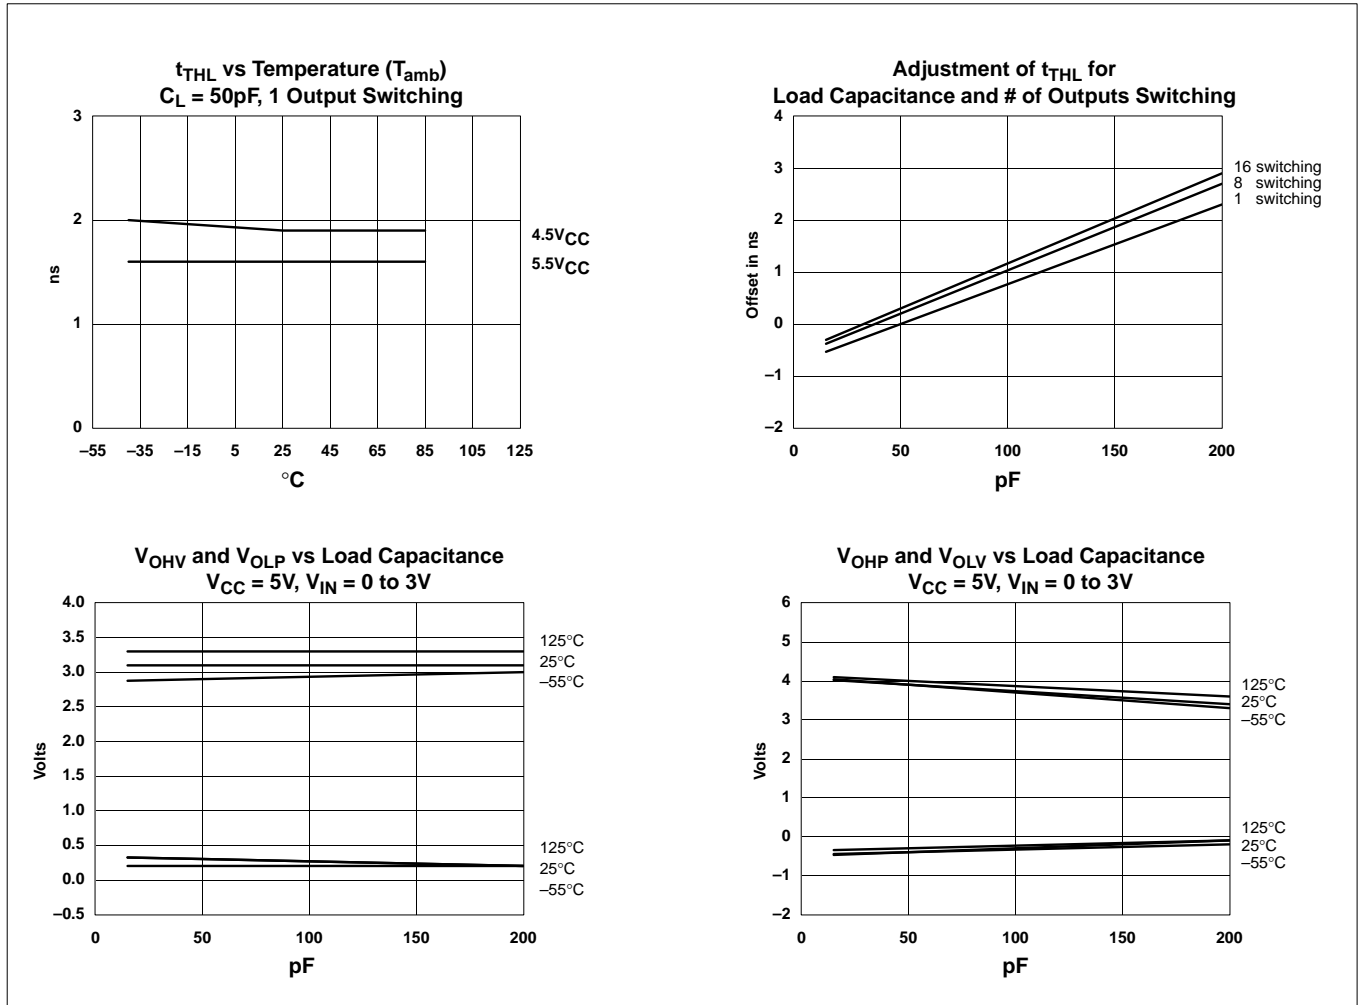 tTHL vs Temperature (Tamb)
CL = 50pF, 1 Output Switching
3
2
1
0
ns
4.5VCC
5.5VCC
–55 –35 –15 5 25 45 65 85 105 125
°C
Adjustment of tTHL for
Load Capacitance and # of Outputs Switching
4
3
2
1
0
–1
–2
Offset in ns
16 switching
8 switching
1 switching
0 50 100 150 200
pF
VOHV and VOLP vs Load Capacitance
VCC = 5V, VIN = 0 to 3V
4.0
3.5
3.0
2.5
2.0
1.5
1.0
0.5
0.0
–0.5
Volts
125°C
25°C
–55°C
125°C
25°C
–55°C
0 50 100 150 200
pF
VOHP and VOLV vs Load Capacitance
VCC = 5V, VIN = 0 to 3V
6
5
4
3
2
1
0
–1
–2
Volts
125°C
25°C
–55°C
125°C
25°C
–55°C
0 50 100 150 200
pF